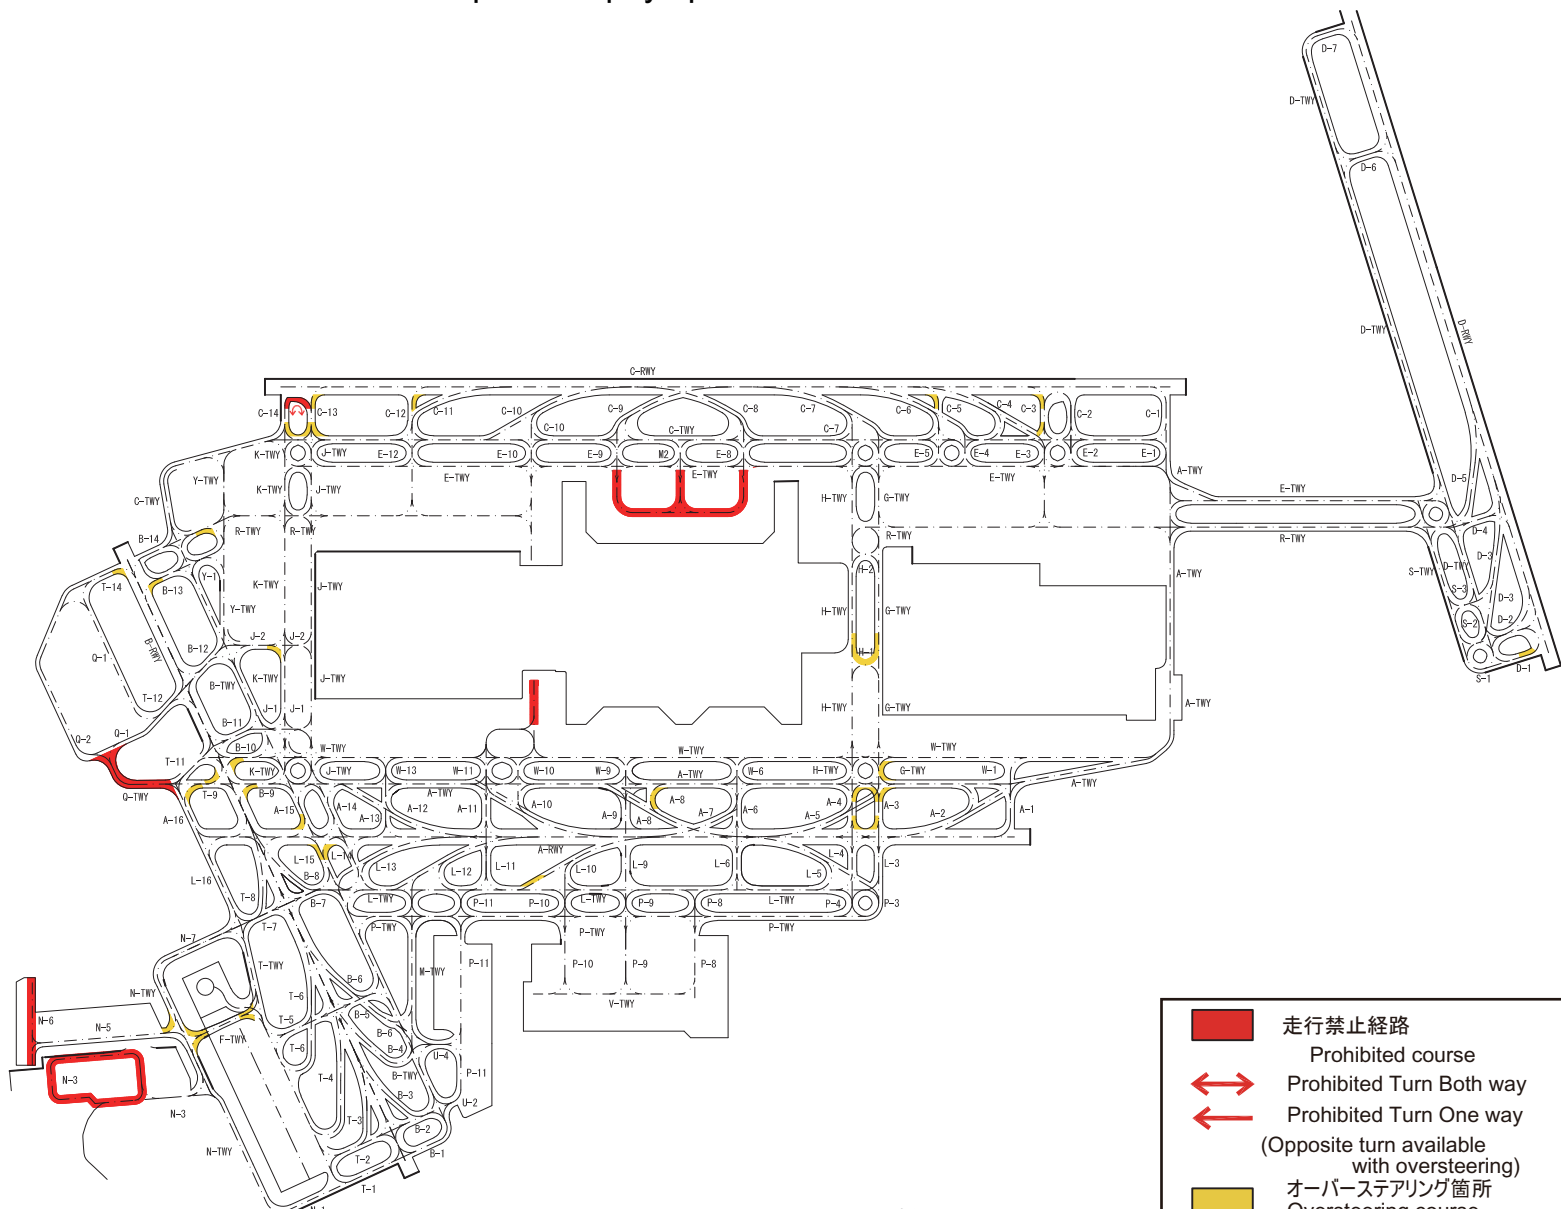 D-7
D-TWY
D-6
D-RWY
D-TWY
C-RWY
C-14
C-13
C-12
C-11
C-10
C-9
C-8
C-7
C-6
C-5
C-4
C-3
C-2
C-1
C-10
C-TWY
C-7
K-TWY
J-TWY
E-12
E-10
E-9
M2
E-8
E-5
E-4
E-3
E-2
E-1
Y-TWY
E-TWY
E-TWY
E-TWY
A-TWY
D-5
C-TWY
K-TWY
J-TWY
H-TWY
G-TWY
E-TWY
B-14
R-TWY
R-TWY
R-TWY
R-TWY
D-4
T-14
B-13
Y-1
K-TWY
J-TWY
H-2
H-TWY
G-TWY
A-TWY
S-TWY
D-TWY
D-3
S-3
D-3
Y-TWY
S-2
D-2
B-RWY
J-2
J-2
B-12
H-1
Q-1
D-1
S-1
B-TWY
K-TWY
J-TWY
T-12
J-1
J-1
H-TWY
G-TWY
A-TWY
B-11
Q-1
Q-2
B-10
W-TWY
W-TWY
W-TWY
T-11
K-TWY
J-TWY
W-13
W-11
W-10
W-9
A-TWY
W-6
H-TWY
G-TWY
W-1
A-TWY
Q-TWY
T-9
B-9
A-TWY
A-16
A-15
A-14
A-13
A-12
A-11
A-10
A-9
A-8
A-8
A-7
A-6
A-5
A-4
A-3
A-2
A-1
A-RWY
L-16
L-15
L-14
B-8
L-13
L-12
L-11
L-10
L-9
L-6
L-5
L-4
L-3
T-8
B-7
L-TWY
P-11
P-10
L-TWY
P-9
P-8
L-TWY
P-4
P-3
T-7
P-TWY
P-TWY
P-TWY
N-7
T-TWY
M-TWY
P-11
P-10
P-9
P-8
B-6
N-TWY
T-6
V-TWY
N-6
N-5
T-5
B-5
B-6
F-TWY
T-6
B-4
U-4
N-3
T-4
B-TWY
P-11
B-3
U-2
N-3
T-3
B-2
N-TWY
T-2
B-1
T-1
走行禁止経路
Prohibited course
Prohibited Turn Both way
Prohibited Turn One way
(Opposite turn available
with oversteering)
オーバーステアリング箇所
Oversteering course